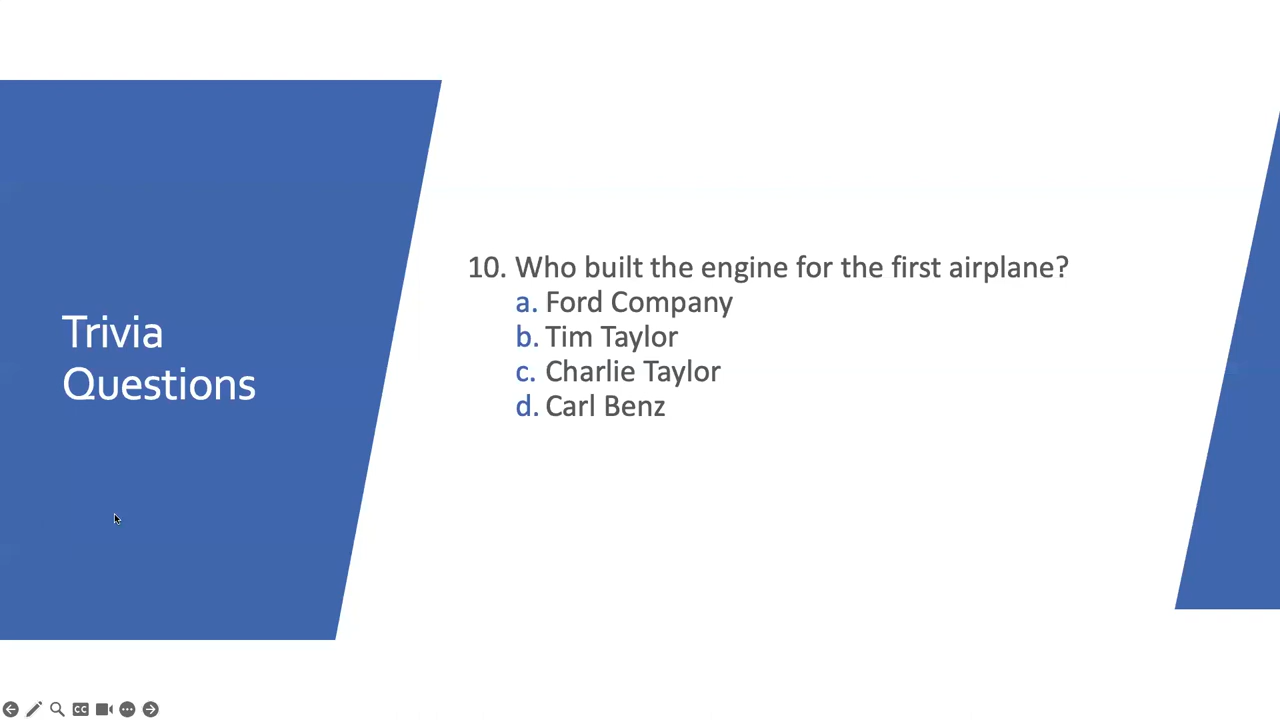 Trivia
Questions
10. Who built the engine for the first airplane?
a. Ford Company
b. Tim Taylor
c. Charlie Taylor
d. Carl Benz
CC